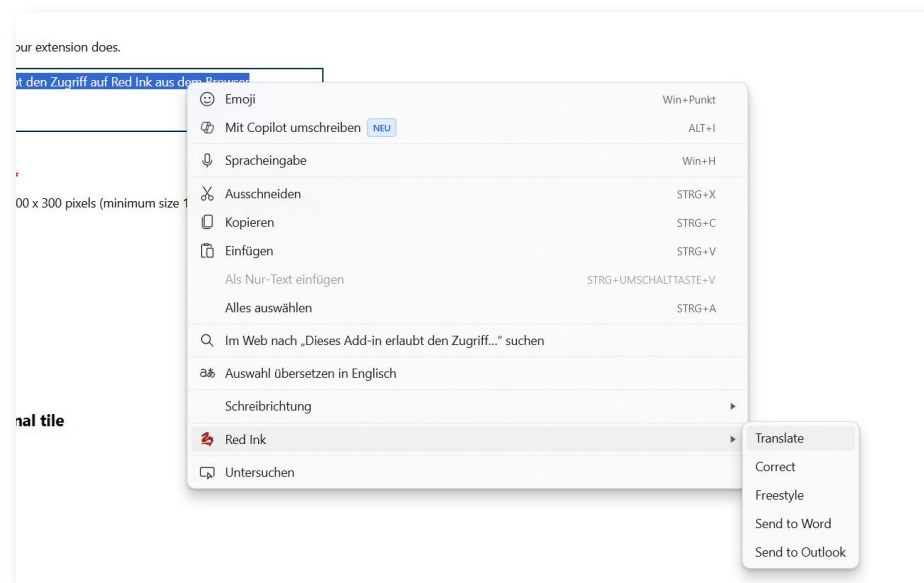 our extension does.
bt den Zugriff auf Red Ink aus dem Browser
Emoji Win+Punkt
Mit Copilot umschreiben NEU ALT+I
Spracheingabe Win+H
*
Ausschneiden STRG+X
00 x 300 pixels (minimum size 1
Kopieren STRG+C
Einfügen STRG+V
Als Nur-Text einfügen STRG+UMSCHALTTASTE+V
Alles auswählen STRG+A
Im Web nach „Dieses Add-in erlaubt den Zugriff...“ suchen
Auswahl übersetzen in Englisch
Schreibrichtung
nal tile
Red Ink
Untersuchen
Translate
Correct
Freestyle
Send to Word
Send to Outlook